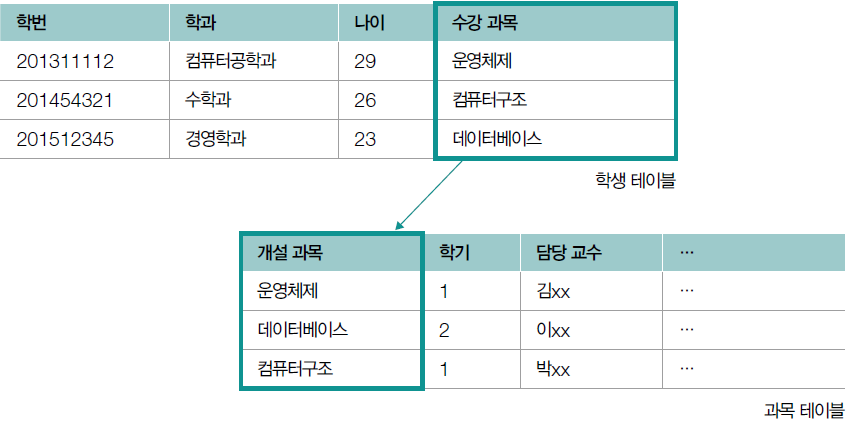 학번 학과 나이 수강 과목
201311112 컴퓨터공학과 29 운영체제
201454321 수학과 26 컴퓨터구조
201512345 경영학과 23 데이터베이스
학생 테이블
개설 과목 학기 담당 교수 …
운영체제 1 김xx …
데이터베이스 2 이xx …
컴퓨터구조 1 박xx …
과목 테이블